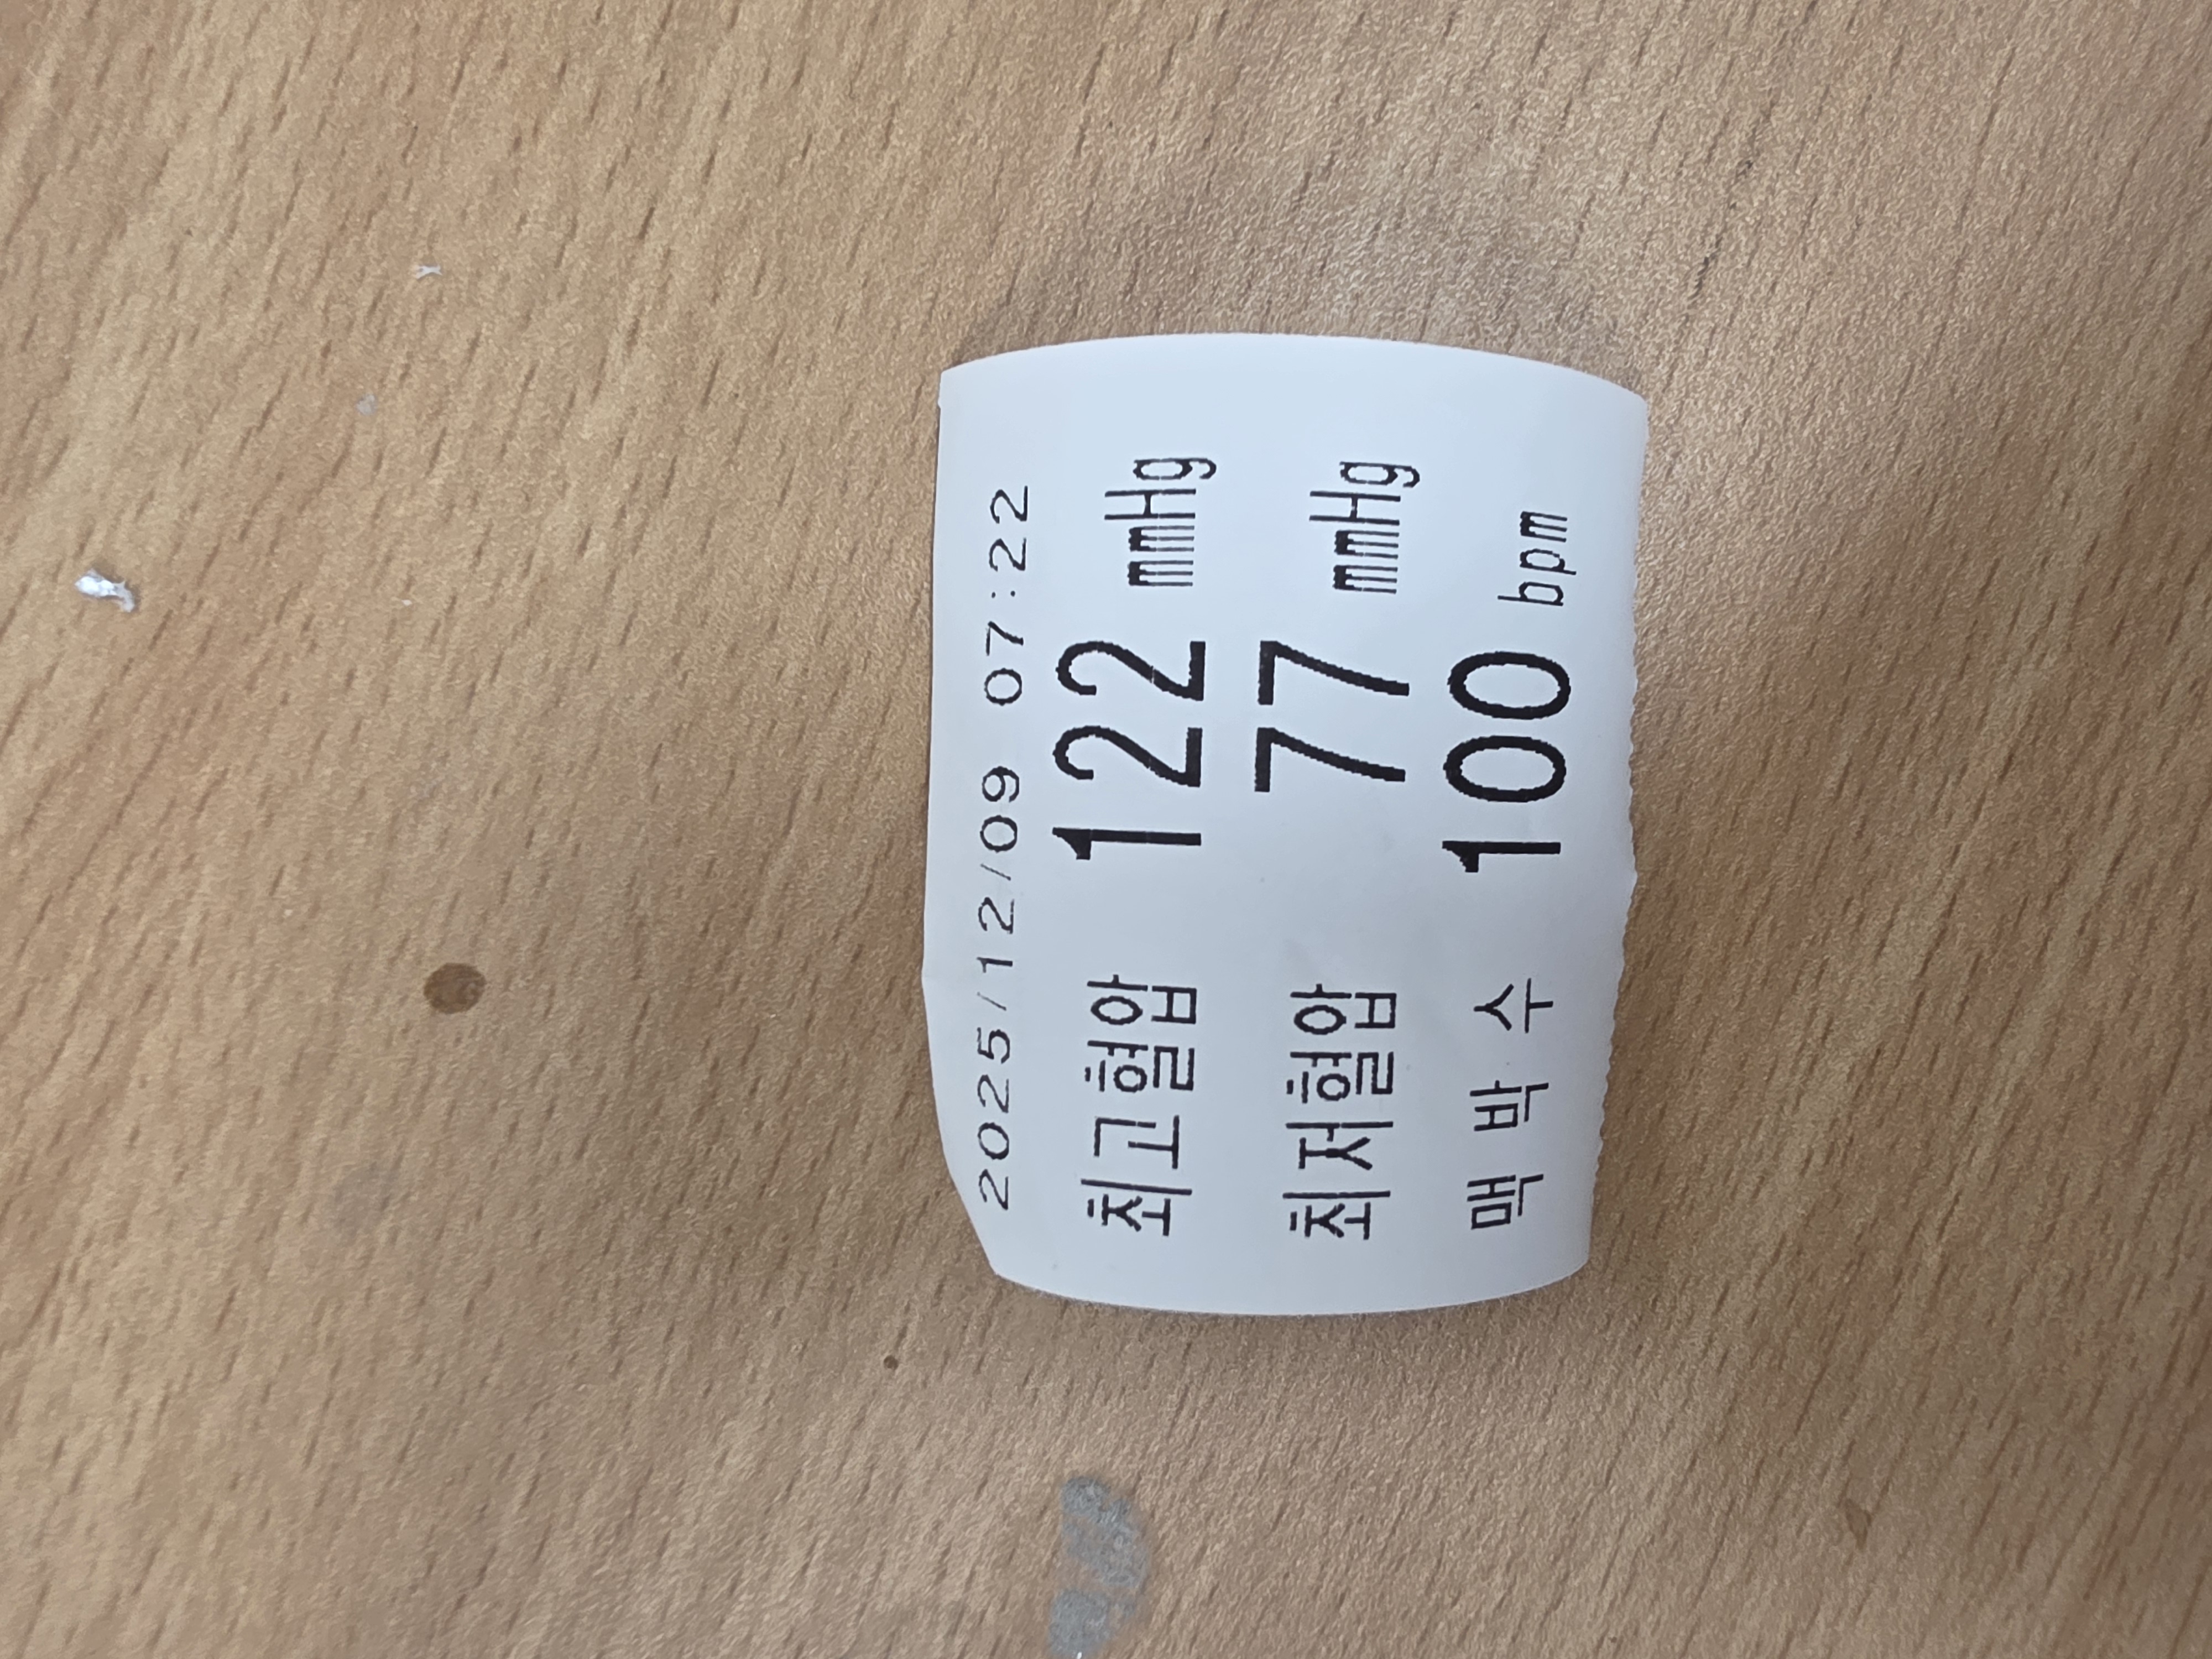 2025/12/09 07:22
최고혈압 122 mmHg
최저혈압 77 mmHg
맥 박 수 100 bpm